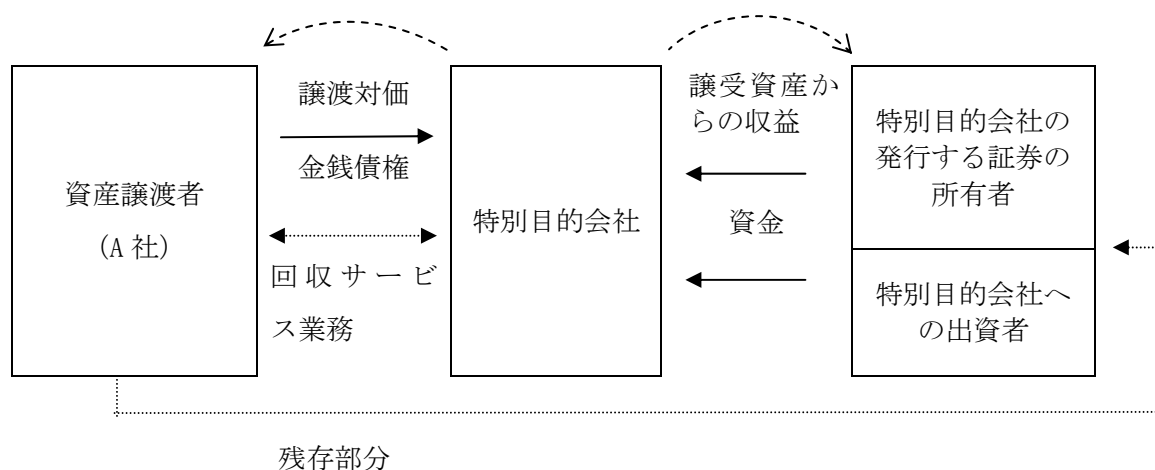 資産譲渡者
(A 社)
譲渡対価
金銭債権
回収サービ
ス業務
特別目的会社
譲受資産か
らの収益
資金
特別目的会社の
発行する証券の
所有者
特別目的会社へ
の出資者
残存部分